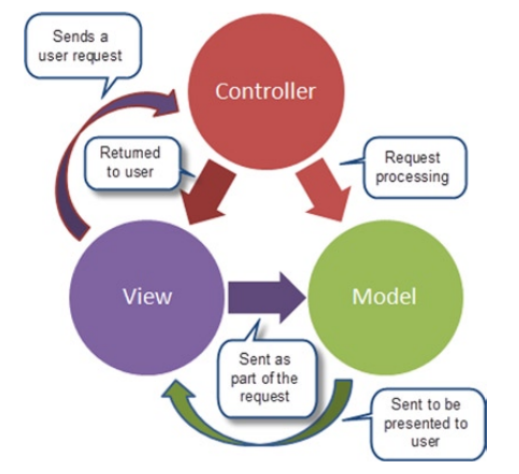 Sends a
user request
Controller
Returned
to user
Request
processing
View
Model
Sent as
part of the
request
Sent to be
presented to
user